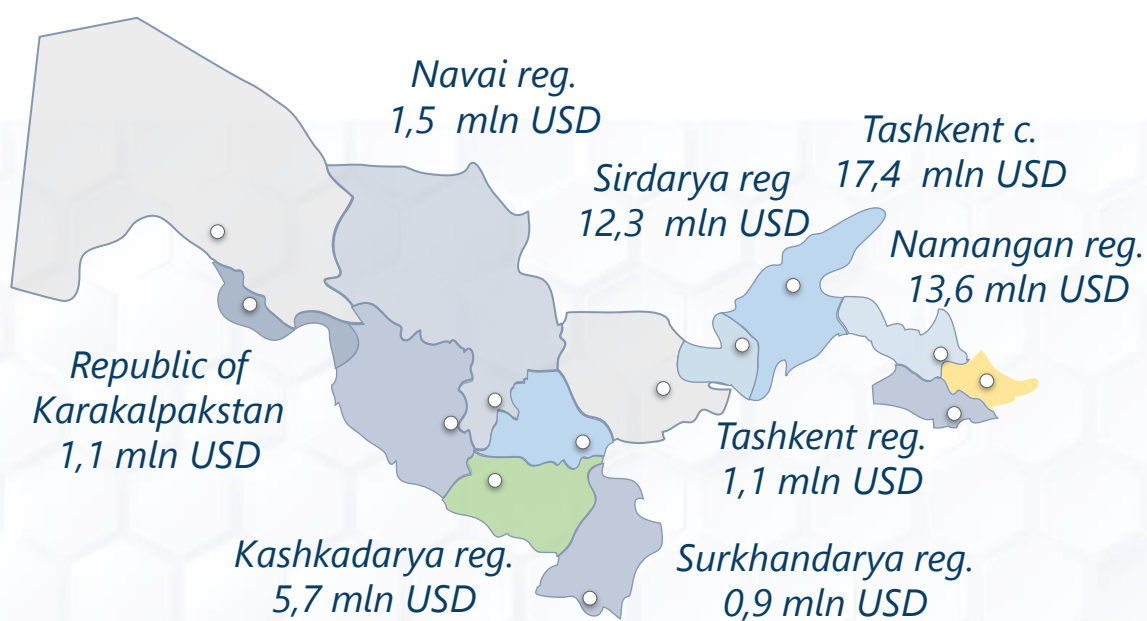 Navai reg.
1,5 mln USD
Tashkent c.
17,4 mln USD
Sirdarya reg
12,3 mln USD
Namangan reg.
13,6 mln USD
Republic of
Karakalpakstan
1,1 mln USD
Tashkent reg.
1,1 mln USD
Kashkadarya reg.
5,7 mln USD
Surkhandarya reg.
0,9 mln USD